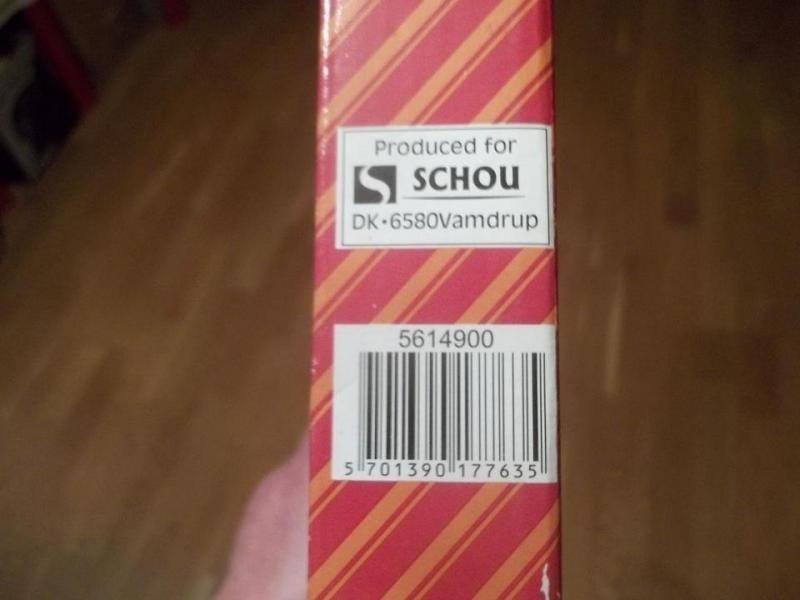 Produced for
SCHOU
DK•6580Vamdrup
5614900
5 701390 177635